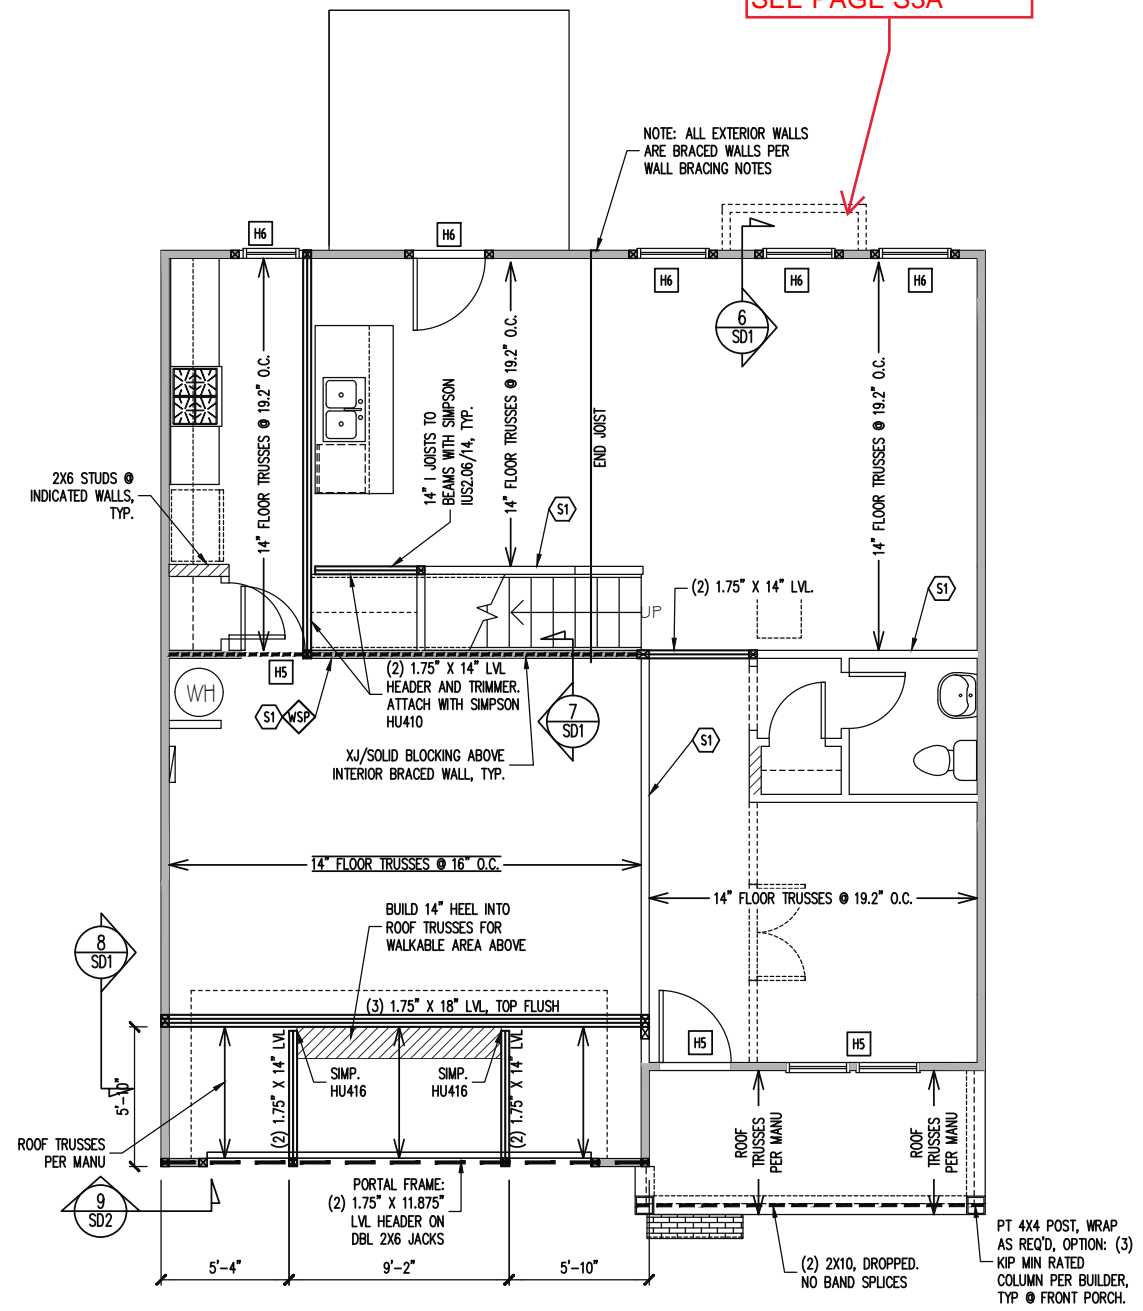 SEE PAGE S3A
NOTE: ALL EXTERIOR WALLS
ARE BRACED WALLS PER
WALL BRACING NOTES
H6
H6
H6
H6
H6
6
SD1
14" FLOOR TRUSSES @ 19.2" O.C.
14" I JOISTS TO
BEAMS WITH SIMPSON
IUS2.06/14, TYP.
14" FLOOR TRUSSES @ 19.2" O.C.
END JOIST
14" FLOOR TRUSSES @ 19.2" O.C.
2X6 STUDS @
INDICATED WALLS,
TYP.
S1
UP
(2) 1.75" X 14" LVL.
S1
H5
WH
S1
WSP
(2) 1.75" X 14" LVL
HEADER AND TRIMMER.
ATTACH WITH SIMPSON
HU410
7
SD1
S1
XJ/SOLID BLOCKING ABOVE
INTERIOR BRACED WALL, TYP.
14" FLOOR TRUSSES @ 16" O.C.
14" FLOOR TRUSSES @ 19.2" O.C.
BUILD 14" HEEL INTO
ROOF TRUSSES FOR
WALKABLE AREA ABOVE
8
SD1
(3) 1.75" X 18" LVL, TOP FLUSH
5'-10"
(2) 1.75" X 14" LVL
SIMP.
HU416
SIMP.
HU416
(2) 1.75" X 14" LVL
H5
H5
ROOF TRUSSES
PER MANU
ROOF
TRUSSES
PER MANU
ROOF
TRUSSES
PER MANU
9
SD2
PORTAL FRAME:
(2) 1.75" X 11.875"
LVL HEADER ON
DBL 2X6 JACKS
5'-4"
9'-2"
5'-10"
(2) 2X10, DROPPED.
NO BAND SPLICES
PT 4X4 POST, WRAP
AS REQ'D, OPTION: (3)
KIP MIN RATED
COLUMN PER BUILDER,
TYP @ FRONT PORCH.